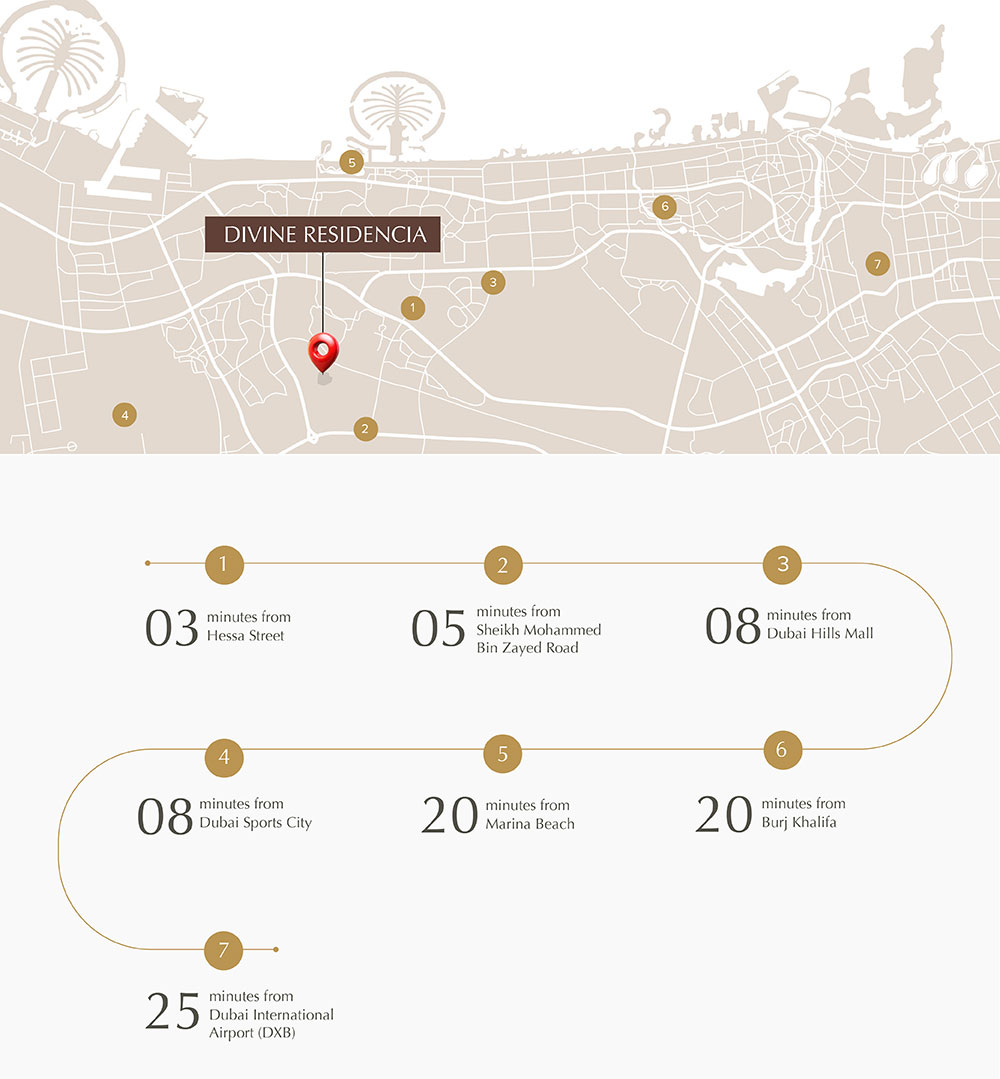 5
6
DIVINE RESIDENCIA
7
3
1
4
2
1
2
3
03
minutes from
Hessa Street
05
minutes from
Sheikh Mohammed
Bin Zayed Road
08
minutes from
Dubai Hills Mall
4
5
6
08
minutes from
Dubai Sports City
20
minutes from
Marina Beach
20
minutes from
Burj Khalifa
7
25
minutes from
Dubai International
Airport (DXB)